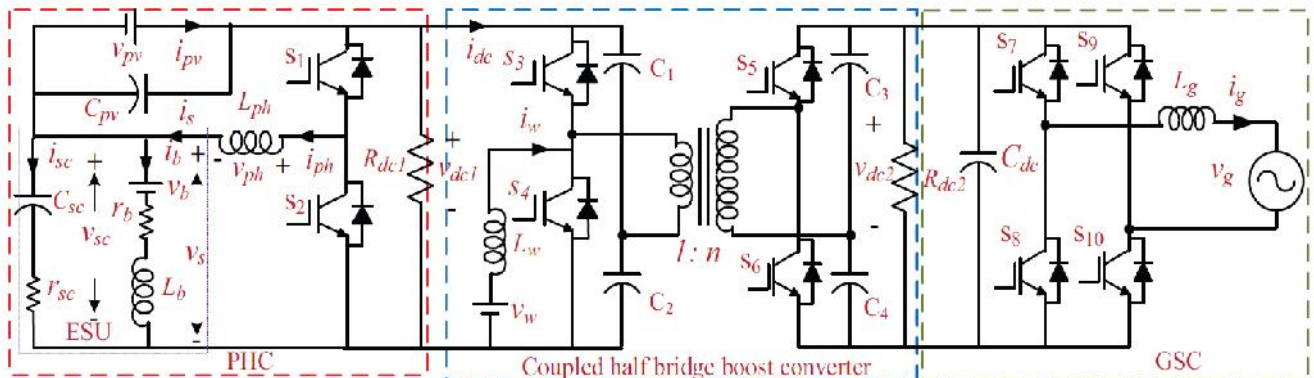 v_pv
i_pv
C_pv
i_s
L_ph
v_ph
i_ph
i_sc
C_sc
v_sc
r_sc
i_b
v_b
r_b
L_b
v_s
ESU
S1
S2
R_dc1
v_dc1
PHC
i_dc
S3
C1
i_w
S4
L_w
v_w
C2
1: n
S5
C3
v_dc2
R_dc2
S6
C4
Coupled half bridge boost converter
C_dc
S7
S9
L_g
i_g
v_g
S8
S10
GSC
+
-
+
-
+
-
-
+
+
-